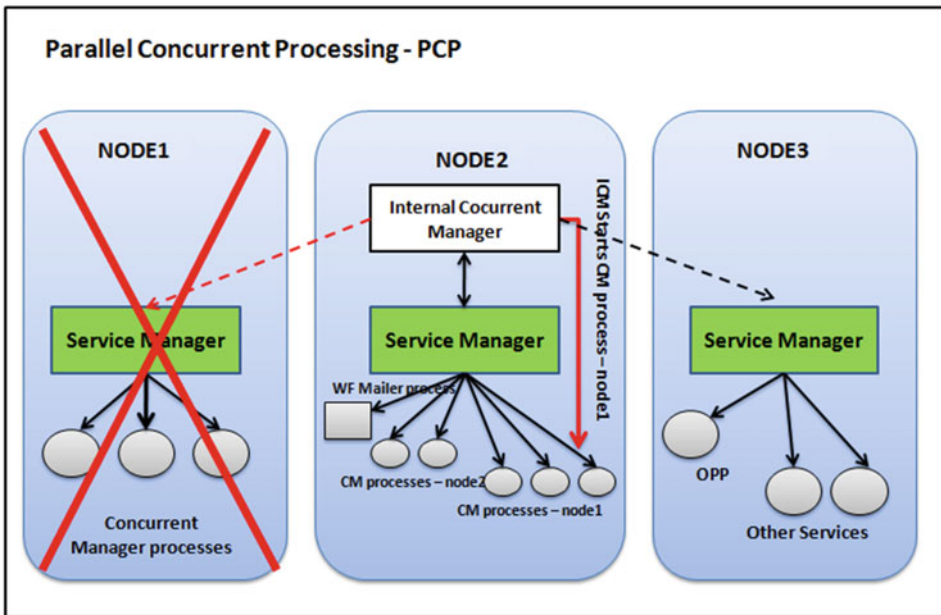 Parallel Concurrent Processing - PCP
NODE1
Service Manager
Concurrent
Manager processes
NODE2
Internal Cocurrent
Manager
ICM Starts CM process – node1
Service Manager
WF Mailer process
CM processes – node2
CM processes – node1
NODE3
Service Manager
OPP
Other Services